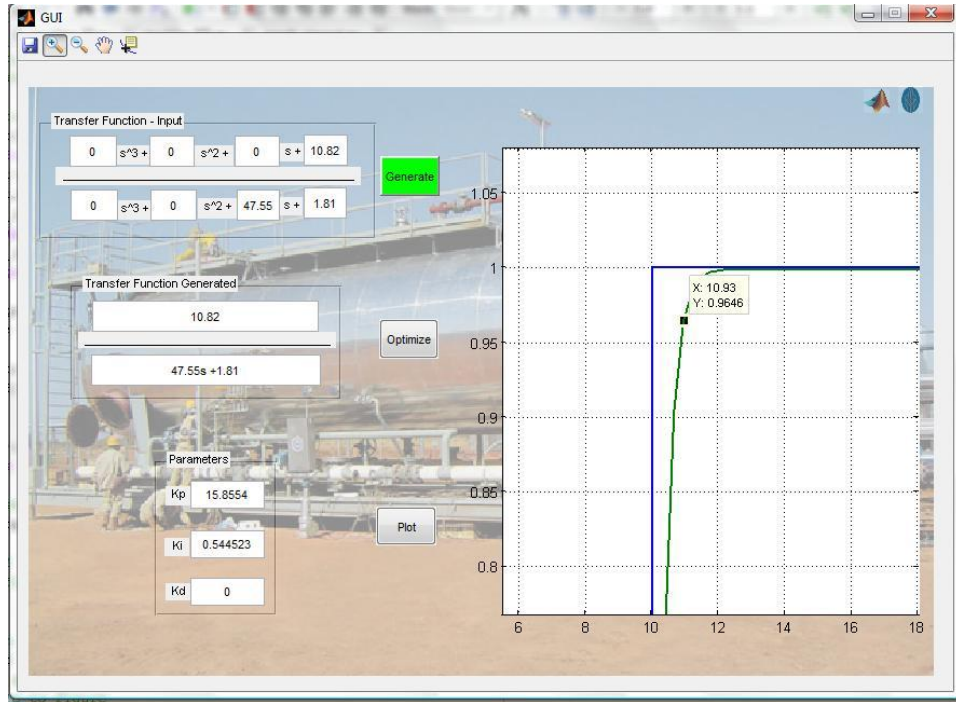 GUI
Transfer Function - Input
0 s^3 + 0 s^2 + 0 s + 10.82
0 s^3 + 0 s^2 + 47.55 s + 1.81
Generate
Transfer Function Generated
10.82
47.55s +1.81
Optimize
Parameters
Kp 15.8554
Ki 0.544523
Kd 0
Plot
1.05
1
0.95
0.9
0.85
0.8
X: 10.93
Y: 0.9646
6 8 10 12 14 16 18